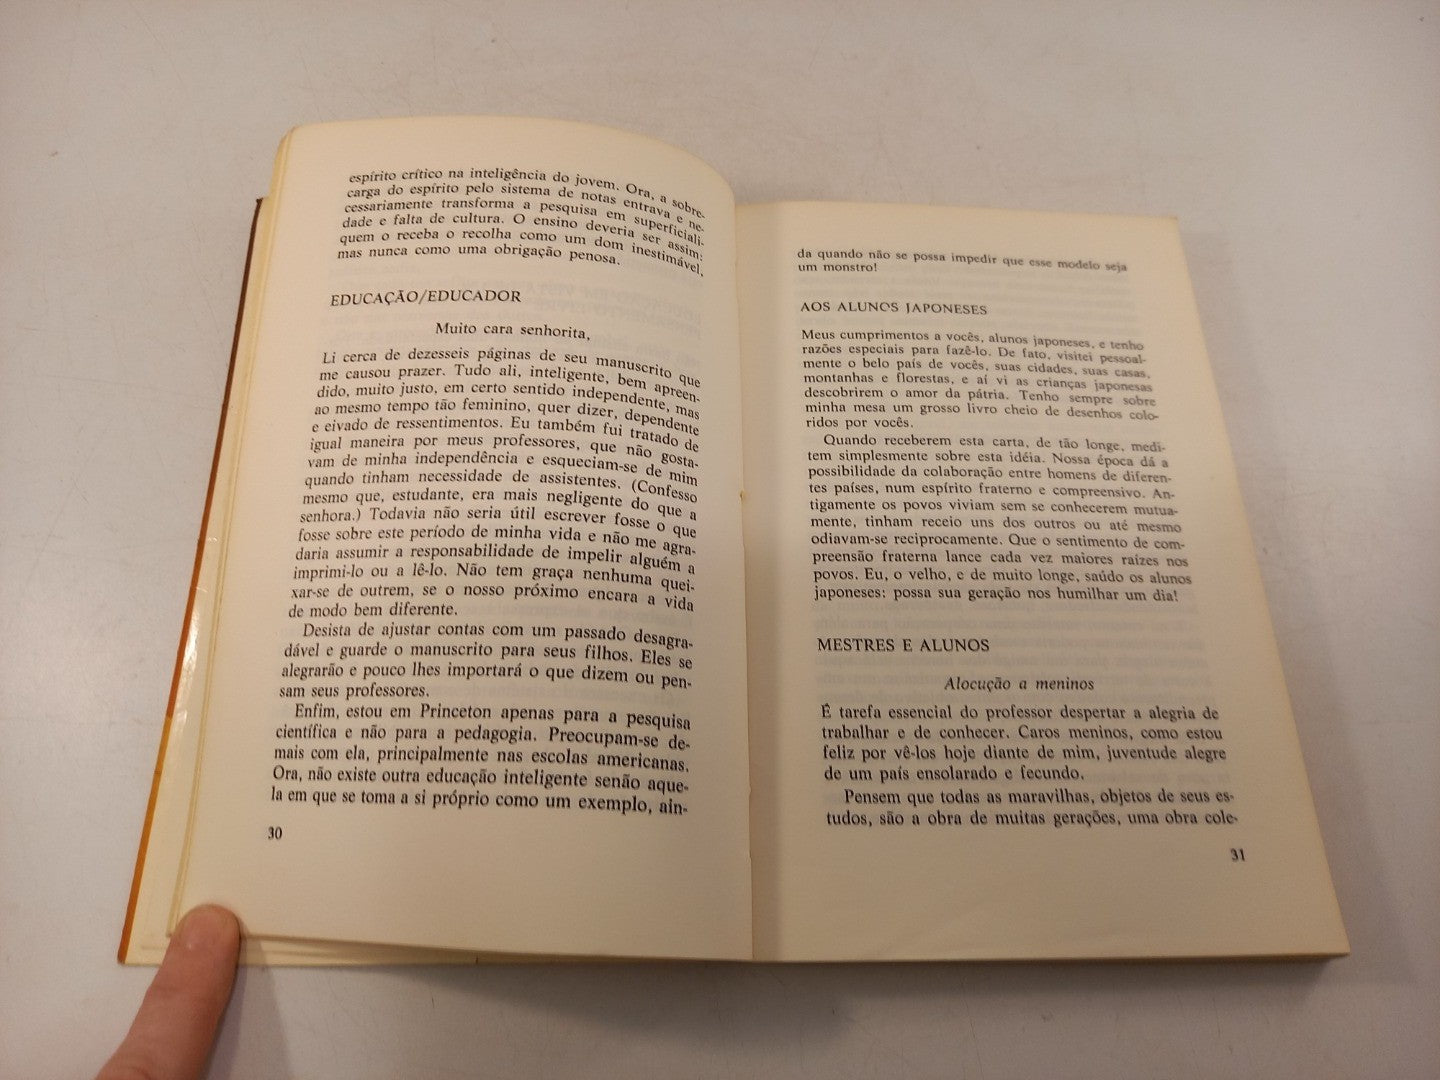 espírito crítico na inteligência do jovem. Ora, a sobre-
carga do espírito pelo sistema de notas entrava e ne-
cessariamente transforma a pesquisa em superficiali-
dade e falta de cultura. O ensino deveria ser assim:
quem o receba o recolha como um dom inestimável,
mas nunca como uma obrigação penosa.
EDUCAÇÃO/EDUCADOR
Muito cara senhorita,
Li cerca de dezesseis páginas de seu manuscrito que
me causou prazer. Tudo ali, inteligente, bem apreen-
dido, muito justo, em certo sentido independente, mas
ao mesmo tempo tão feminino, quer dizer, dependente
e eivado de ressentimentos. Eu também fui tratado de
igual maneira por meus professores, que não gosta-
vam de minha independência e esqueciam-se de mim
quando tinham necessidade de assistentes. (Confesso
mesmo que, estudante, era mais negligente do que a
senhora.) Todavia não seria útil escrever fosse o que
fosse sobre este período de minha vida e não me agra-
daria assumir a responsabilidade de impelir alguém a
imprimi-lo ou a lê-lo. Não tem graça nenhuma quei-
xar-se de outrem, se o nosso próximo encara a vida
de modo bem diferente.
Desista de ajustar contas com um passado desagra-
dável e guarde o manuscrito para seus filhos. Eles se
alegrarão e pouco lhes importará o que dizem ou pen-
sam seus professores.
Enfim, estou em Princeton apenas para a pesquisa
científica e não para a pedagogia. Preocupam-se de-
mais com ela, principalmente nas escolas americanas.
Ora, não existe outra educação inteligente senão aque-
la em que se toma a si próprio como um exemplo, ain-
30
da quando não se possa impedir que esse modelo seja
um monstro!
AOS ALUNOS JAPONESES
Meus cumprimentos a vocês, alunos japoneses, e tenho
razões especiais para fazê-lo. De fato, visitei pessoal-
mente o belo país de vocês, suas cidades, suas casas,
montanhas e florestas, e aí vi as crianças japonesas
descobrirem o amor da pátria. Tenho sempre sobre
minha mesa um grosso livro cheio de desenhos colo-
ridos por vocês.
Quando receberem esta carta, de tão longe, medi-
tem simplesmente sobre esta idéia. Nossa época dá a
possibilidade da colaboração entre homens de diferen-
tes países, num espírito fraterno e compreensivo. An-
tigamente os povos viviam sem se conhecerem mutua-
mente, tinham receio uns dos outros ou até mesmo
odiavam-se reciprocamente. Que o sentimento de com-
preensão fraterna lance cada vez maiores raízes nos
povos. Eu, o velho, e de muito longe, saúdo os alunos
japoneses: possa sua geração nos humilhar um dia!
MESTRES E ALUNOS
Alocução a meninos
É tarefa essencial do professor despertar a alegria de
trabalhar e de conhecer. Caros meninos, como estou
feliz por vê-los hoje diante de mim, juventude alegre
de um país ensolarado e fecundo.
Pensem que todas as maravilhas, objetos de seus es-
tudos, são a obra de muitas gerações, uma obra cole-
31